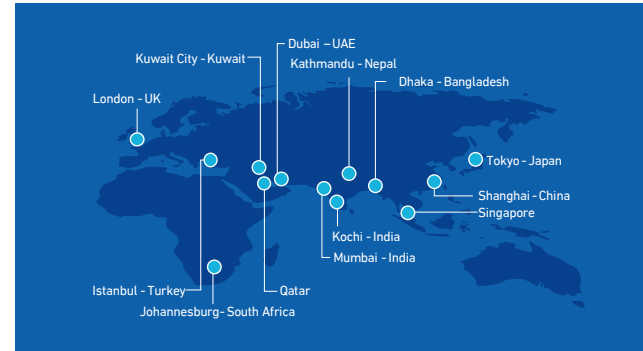 Dubai – UAE
Kuwait City - Kuwait
Kathmandu - Nepal
Dhaka - Bangladesh
London - UK
Tokyo - Japan
Shanghai - China
Singapore
Kochi - India
Mumbai - India
Istanbul - Turkey
Qatar
Johannesburg- South Africa